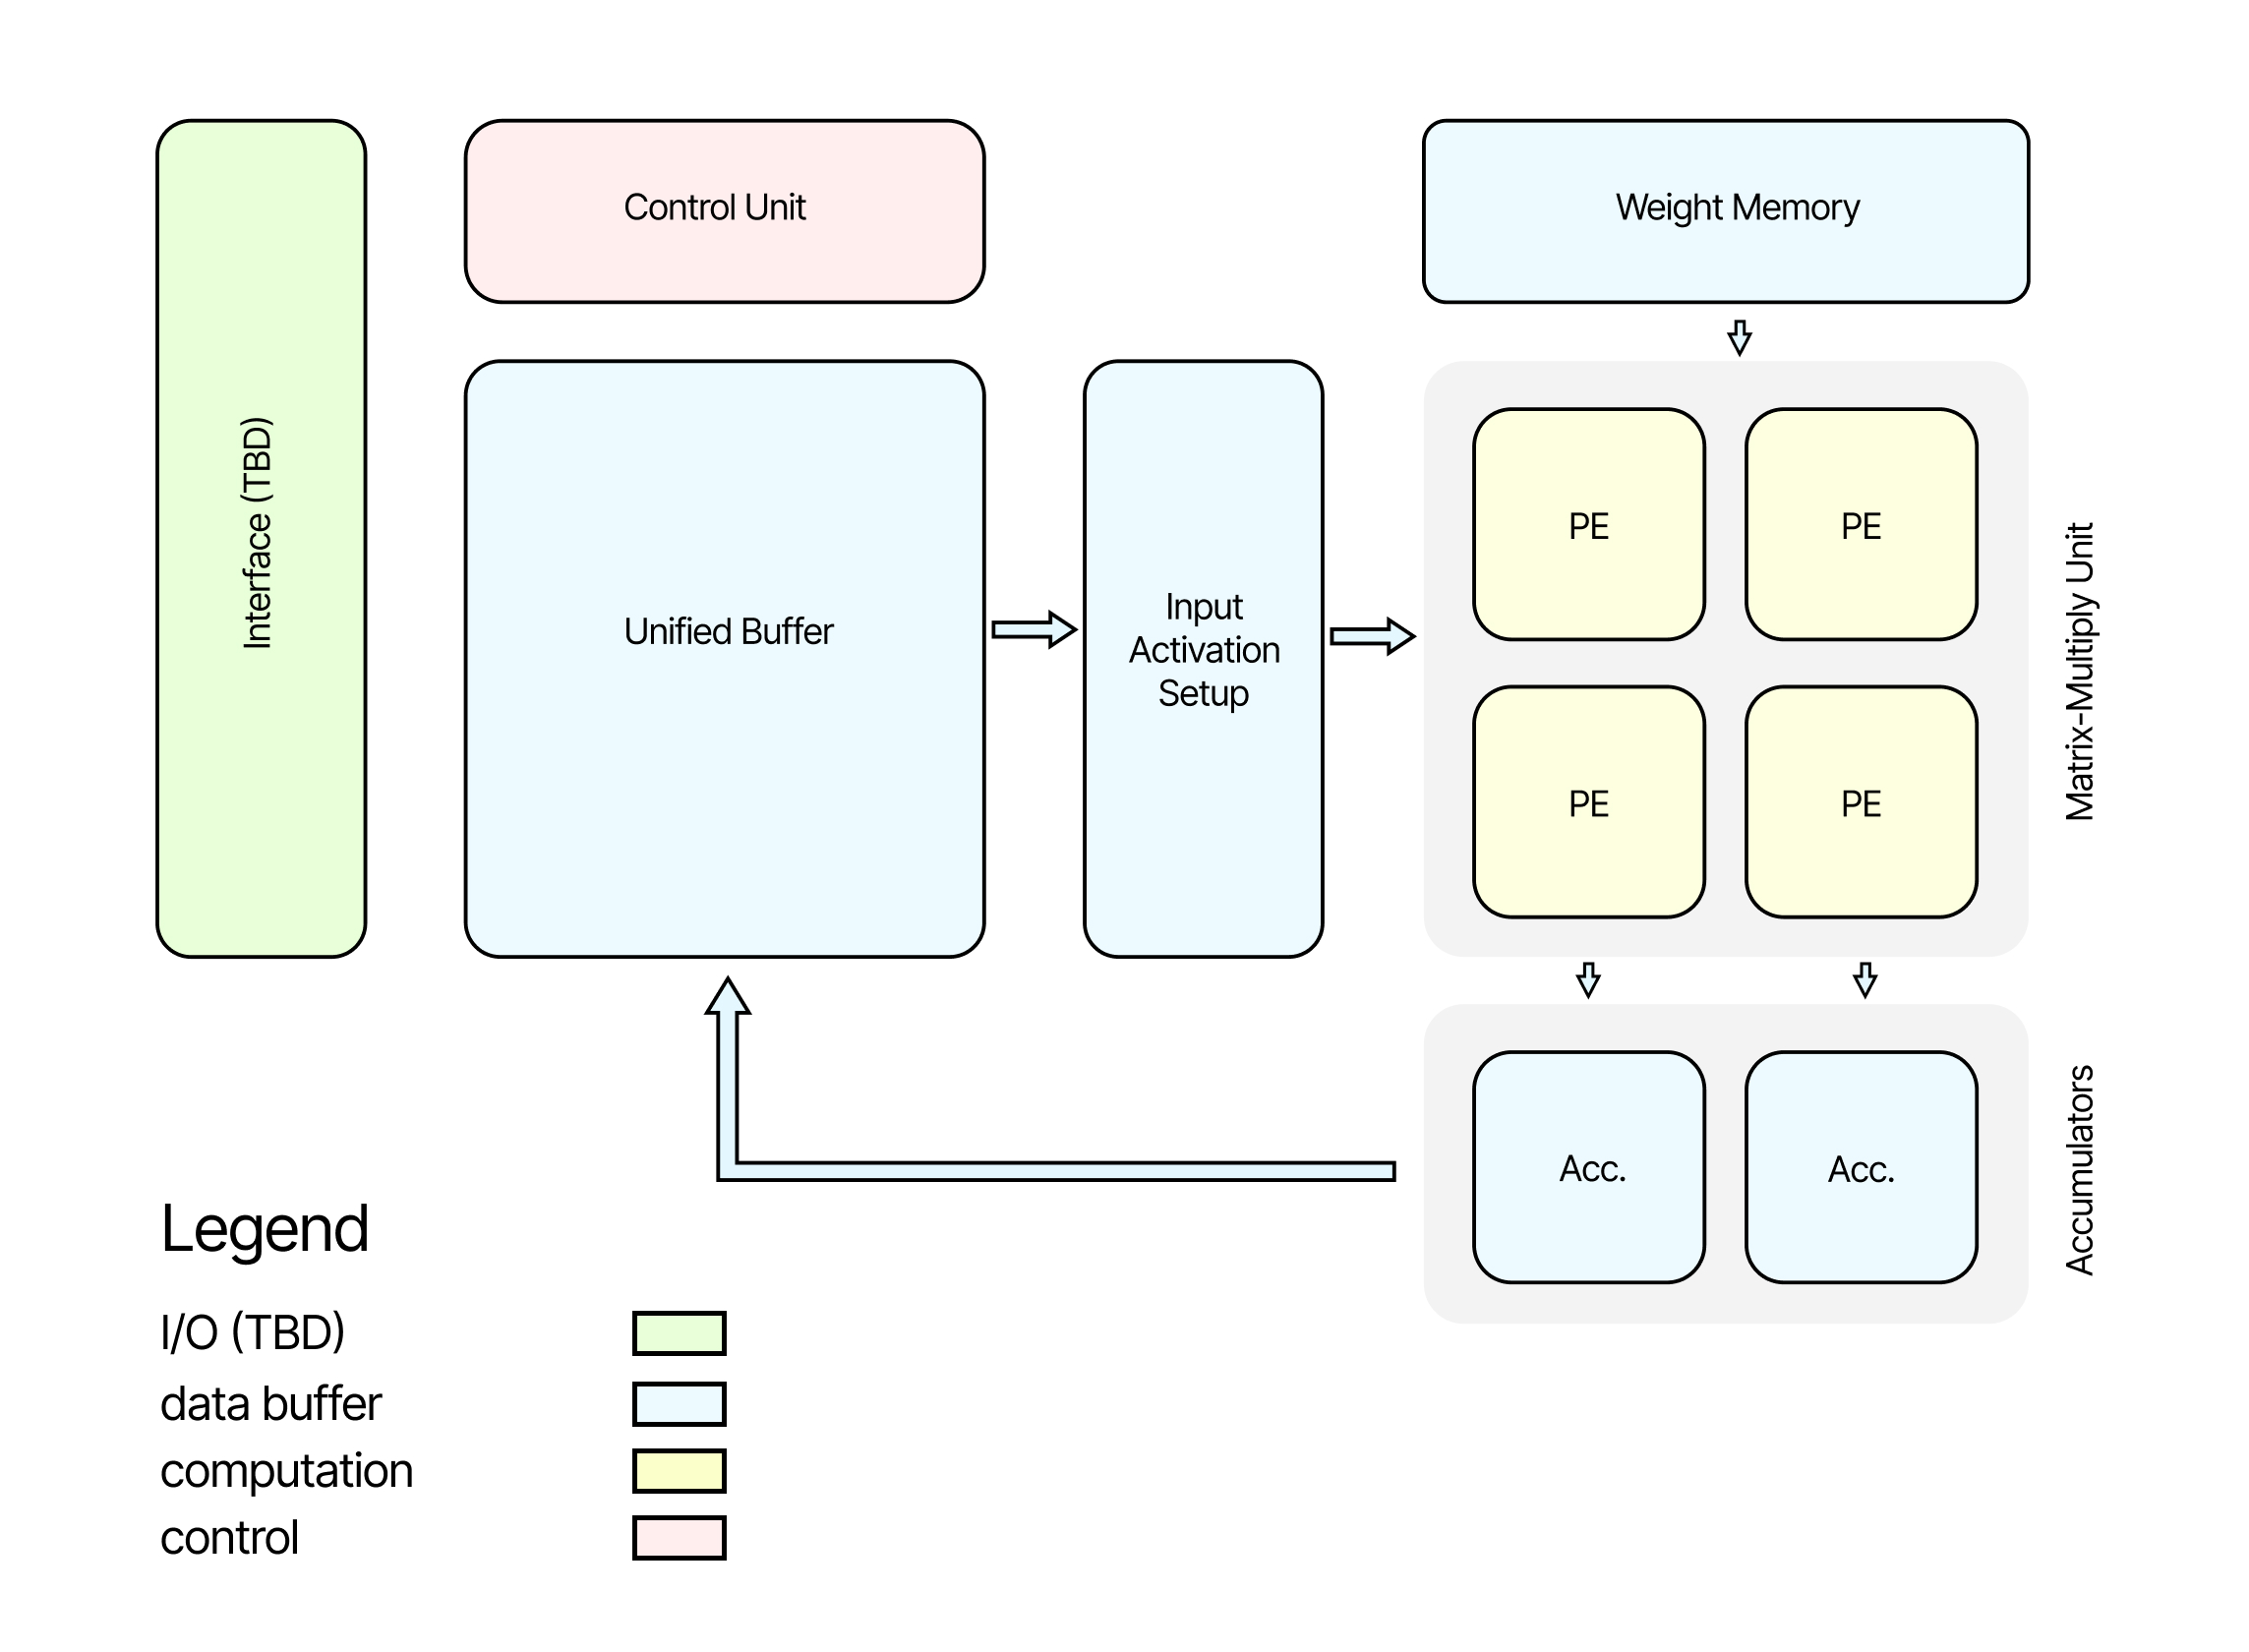 Interface (TBD)
Control Unit
Weight Memory
Unified Buffer
Input
Activation
Setup
PE
PE
PE
PE
Matrix-Multiply Unit
Acc.
Acc.
Accumulators
Legend
I/O (TBD)
data buffer
computation
control